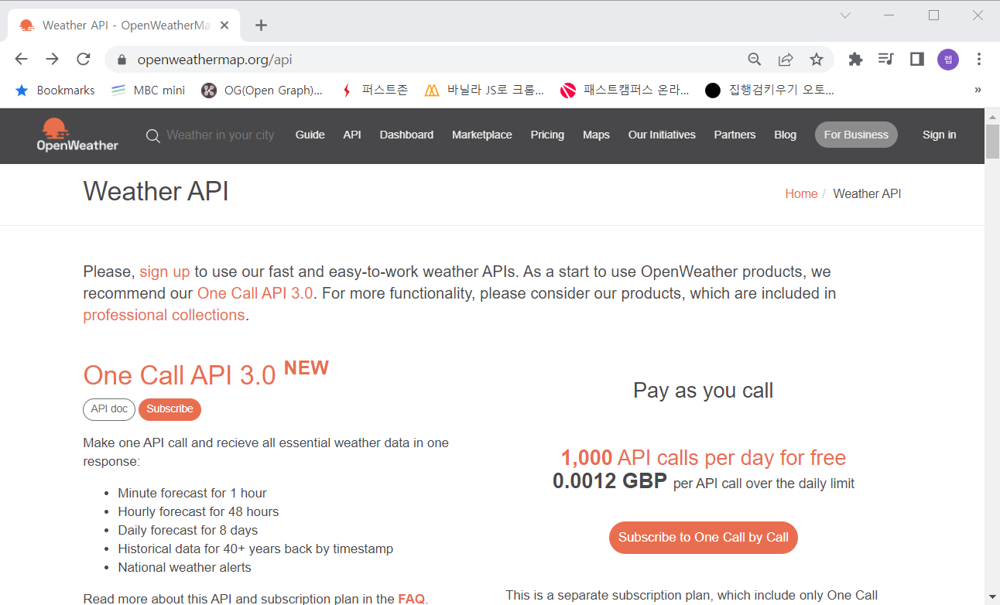 Weather API - OpenWeatherMa
openweathermap.org/api
렙
Bookmarks MBC mini OG(Open Graph)... 퍼스트존 바닐라 JS로 크롬... 패스트캠퍼스 온라... 집행검키우기 오토... »
OpenWeather Weather in your city Guide API Dashboard Marketplace Pricing Maps Our Initiatives Partners Blog For Business Sign in
Weather API
Home / Weather API
Please, sign up to use our fast and easy-to-work weather APIs. As a start to use OpenWeather products, we
recommend our One Call API 3.0. For more functionality, please consider our products, which are included in
professional collections.
One Call API 3.0 NEW
API doc Subscribe
Make one API call and recieve all essential weather data in one
response:
• Minute forecast for 1 hour
• Hourly forecast for 48 hours
• Daily forecast for 8 days
• Historical data for 40+ years back by timestamp
• National weather alerts
Read more about this API and subscription plan in the FAQ.
Pay as you call
1,000 API calls per day for free
0.0012 GBP per API call over the daily limit
Subscribe to One Call by Call
This is a separate subscription plan, which include only One Call